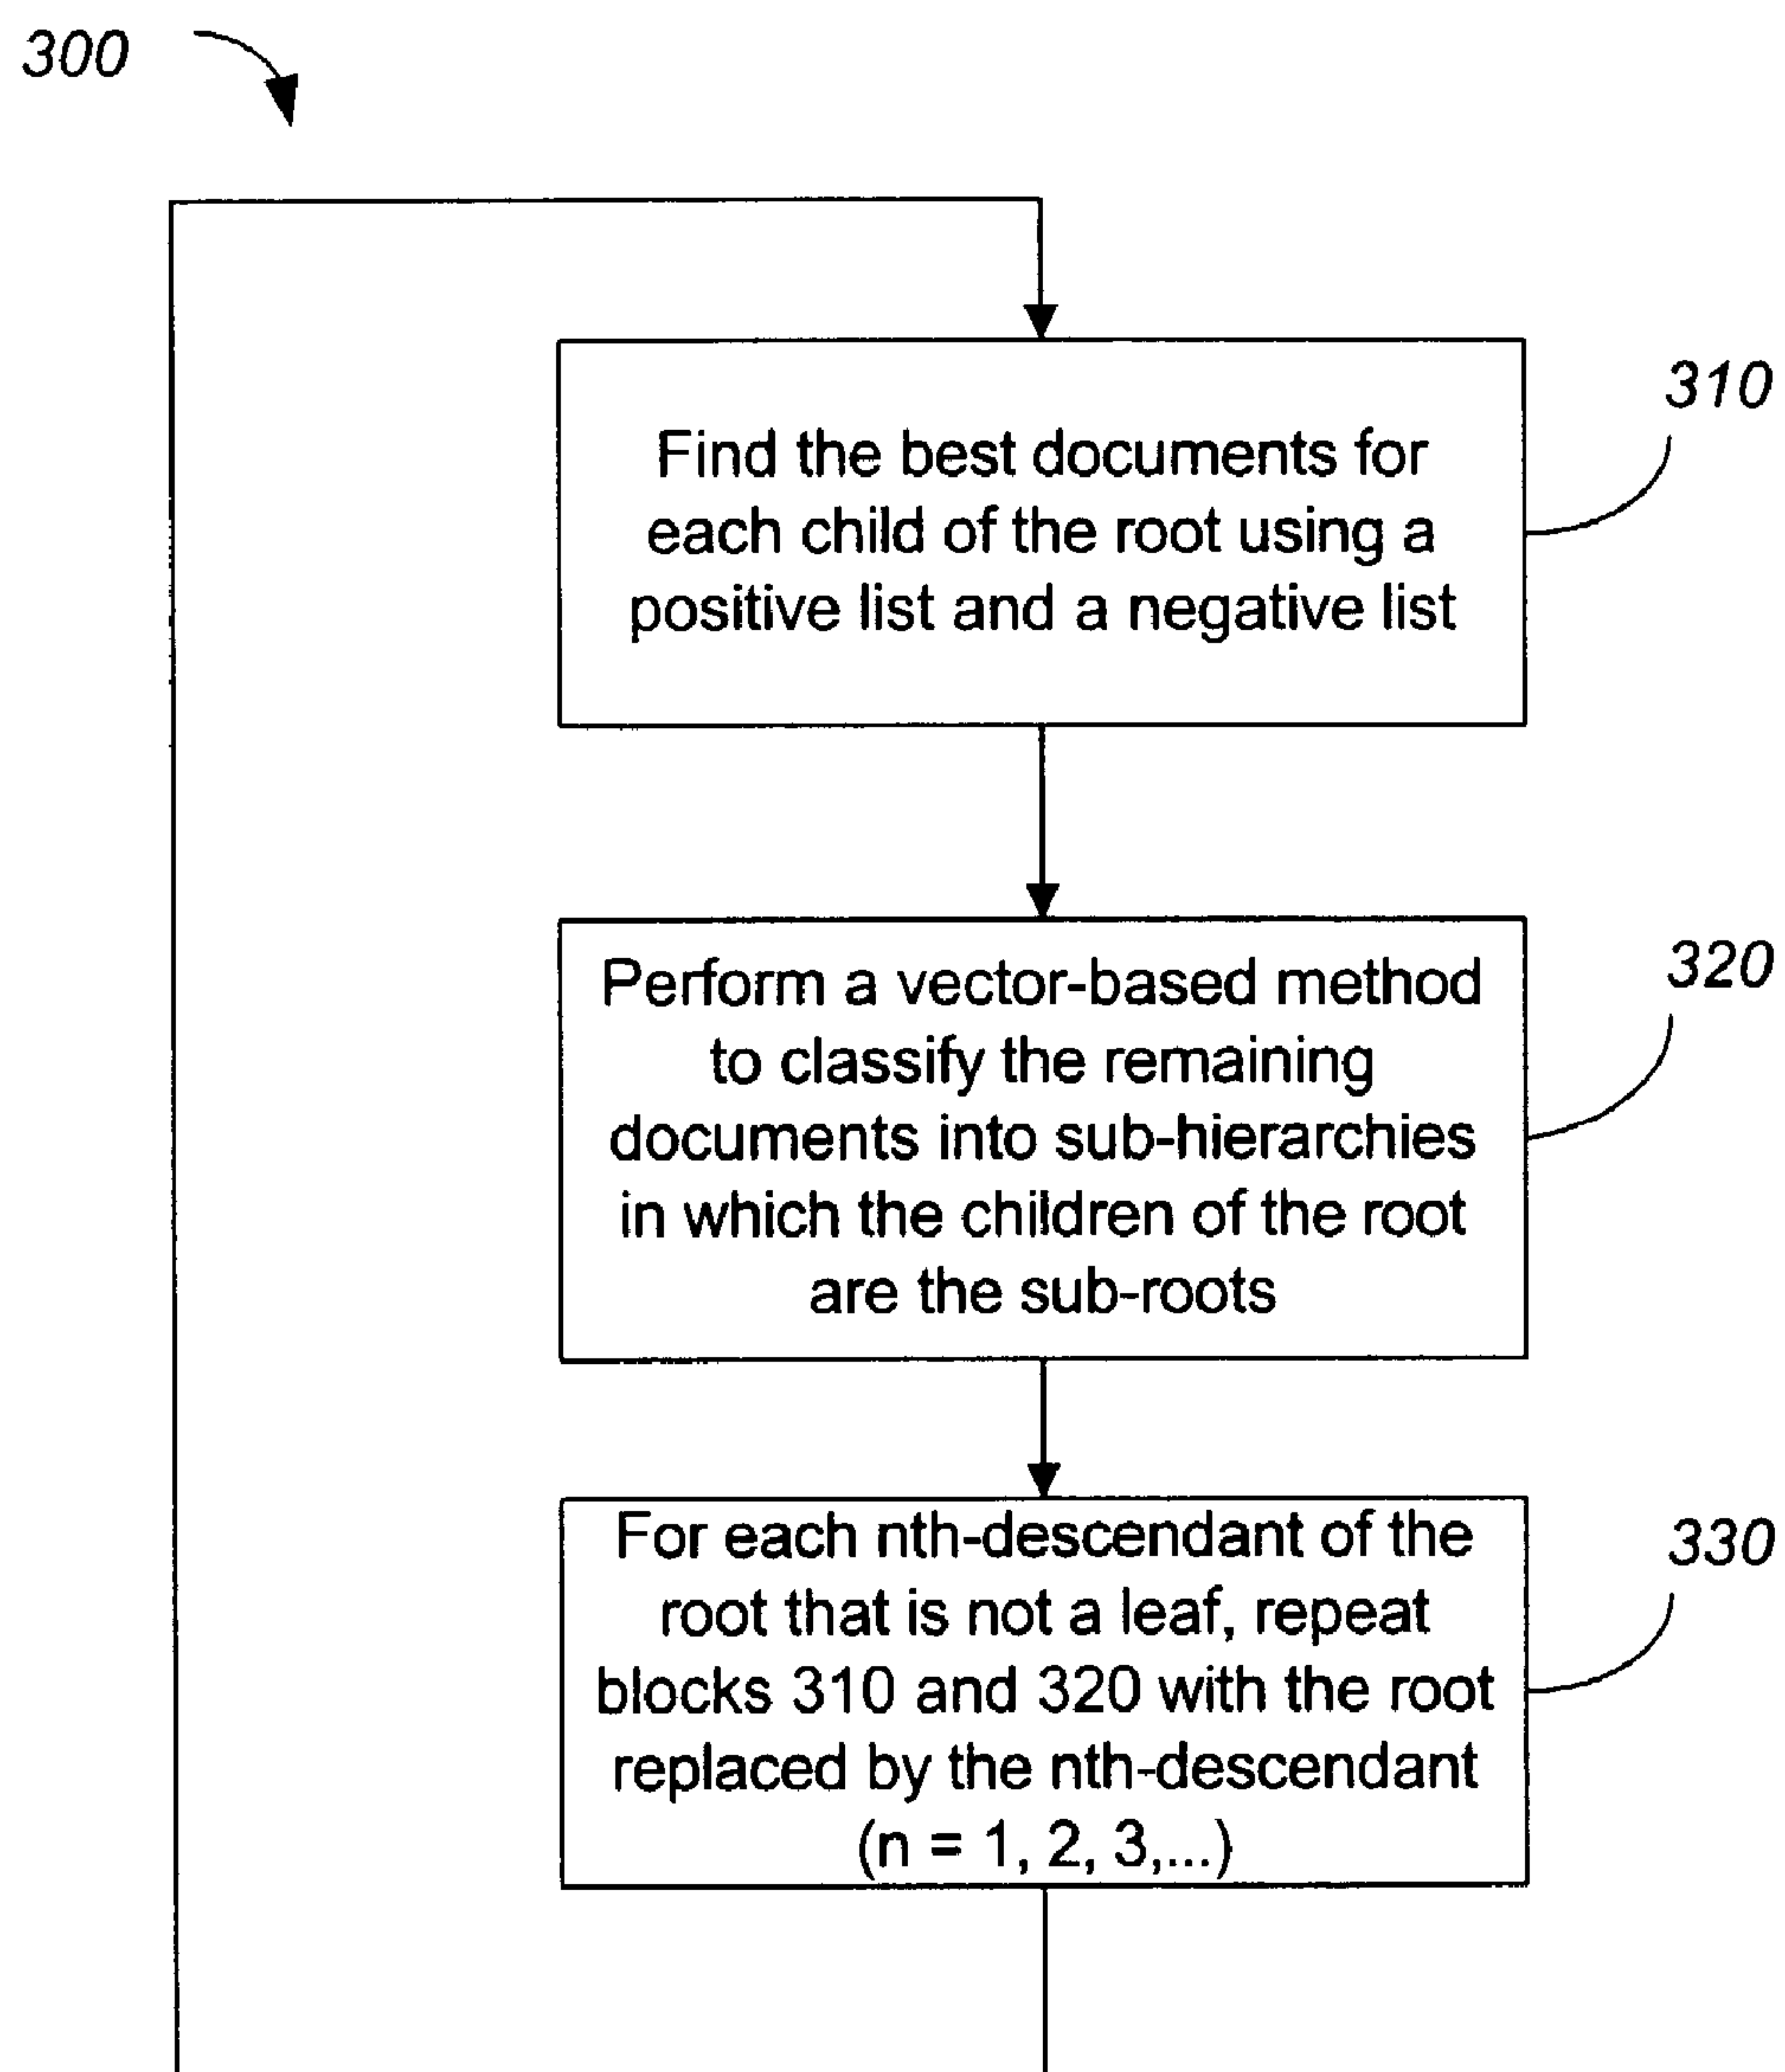 300
310
Find the best documents for
each child of the root using a
positive list and a negative list
320
Perform a vector-based method
to classify the remaining
documents into sub-hierarchies
in which the children of the root
are the sub-roots
330
For each nth-descendant of the
root that is not a leaf, repeat
blocks 310 and 320 with the root
replaced by the nth-descendant
(n = 1, 2, 3,...)